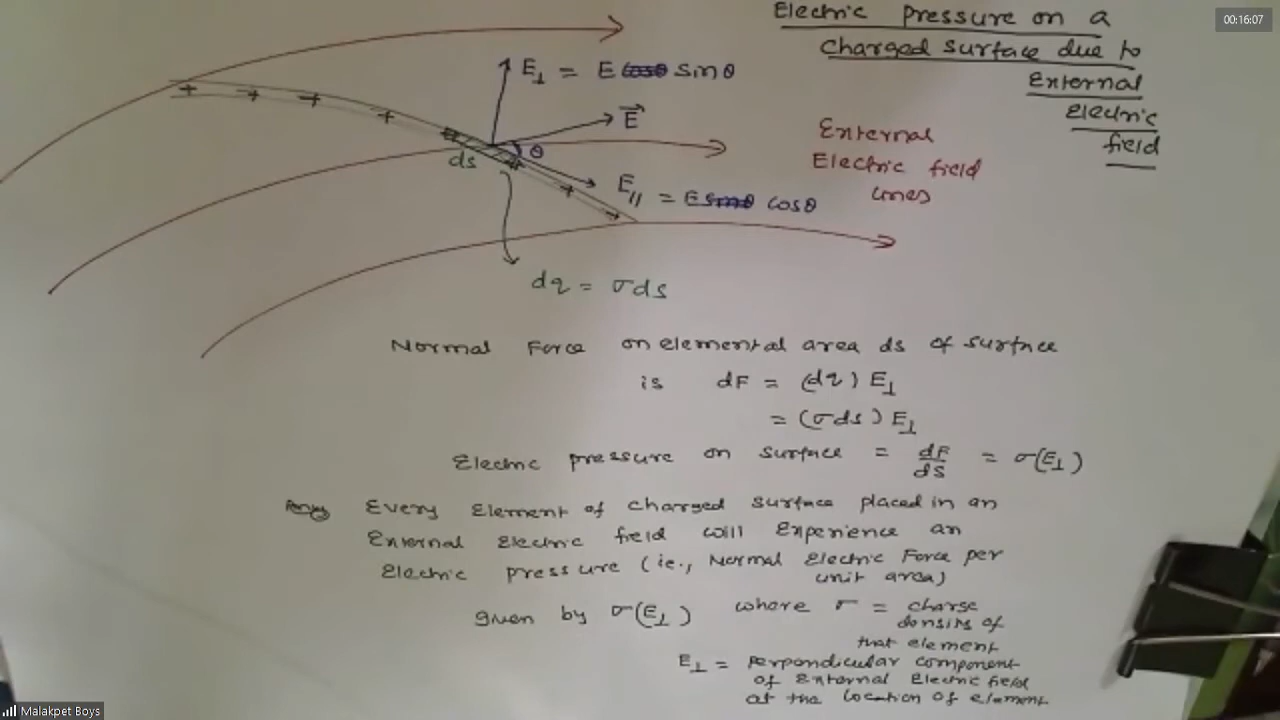 00:16:07
Electric Pressure on a
charged surface due to
External
Electric
field
E⊥ = E cosθ sinθ
E⃗
θ
ds
E// = E sinθ cosθ
External
Electric field
lines
dq = σds
Normal Force on elemental area ds of surface
is dF = (dq) E⊥
= (σds) E⊥
Electric pressure on surface = dF/ds = σ(E⊥)
Every Element of charged surface placed in an
External Electric field will Experience an
Electric pressure (ie., Normal Electric Force per
unit area)
given by σ(E⊥) where σ = charge
density of
that element
E⊥ = perpendicular component
of External Electric field
at the location of element
Malakpet Boys